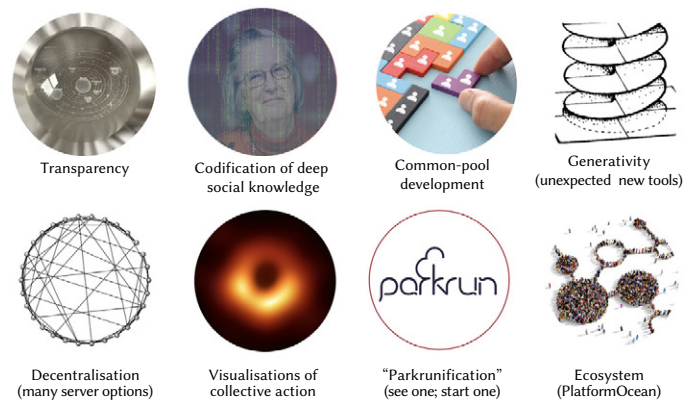 Transparency
Codification of deep
social knowledge
Common-pool
development
Generativity
(unexpected new tools)
parkrun
Decentralisation
(many server options)
Visualisations of
collective action
“Parkrunification”
(see one; start one)
Ecosystem
(PlatformOcean)